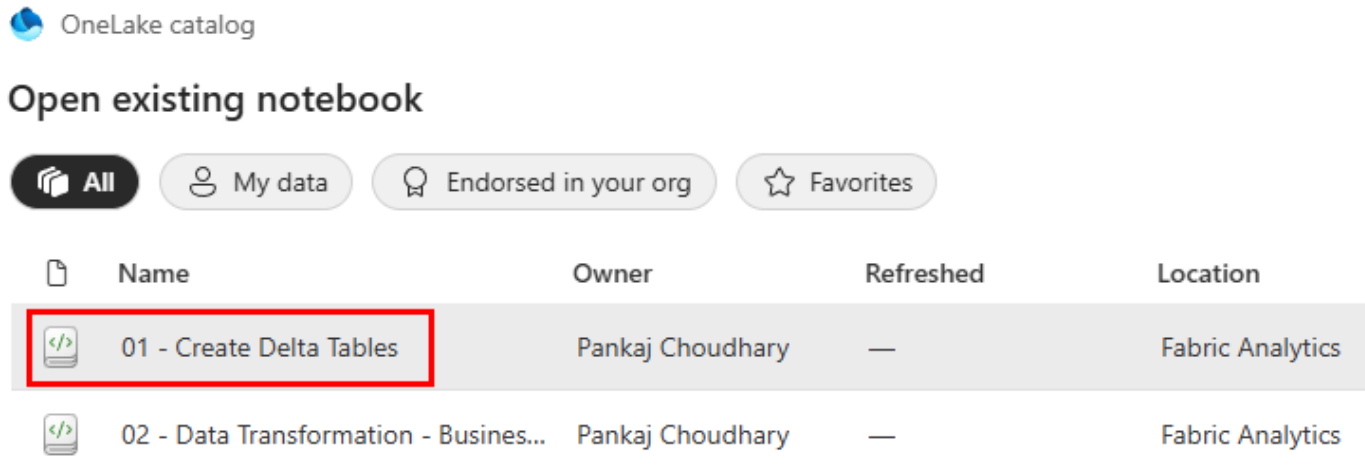 OneLake catalog
Open existing notebook
All My data Endorsed in your org Favorites
Name Owner Refreshed Location
01 - Create Delta Tables Pankaj Choudhary — Fabric Analytics
02 - Data Transformation - Busines... Pankaj Choudhary — Fabric Analytics